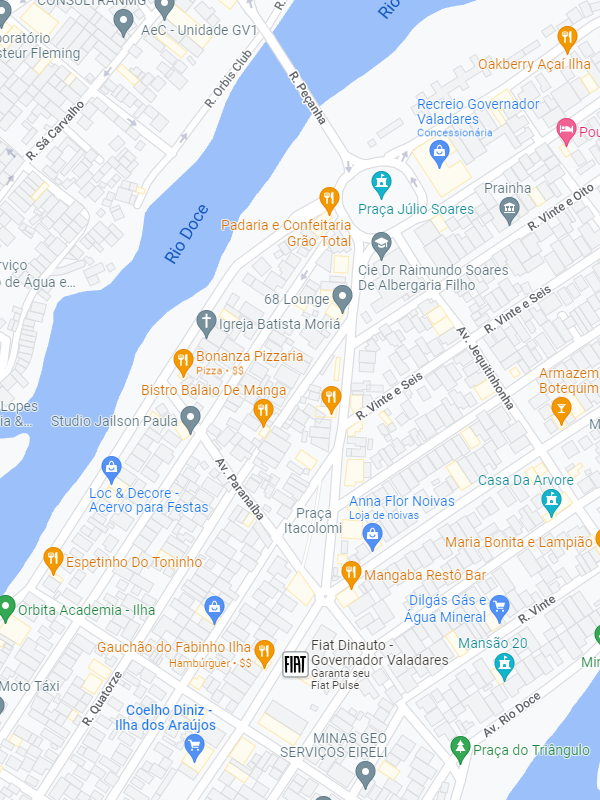 CONSULTRANMG
Rio
R.
AeC - Unidade GV1
boratório
steur Fleming
R. Orbis Club
R. Peçanha
Oakberry Açaí Ilha
R. Sá Carvalho
Recreio Governador
Valadares
Concessionária
Pou
Prainha
Praça Júlio Soares
R. Vinte e Oito
Padaria e Confeitaria
Grão Total
Rio Doce
Cie Dr Raimundo Soares
De Albergaria Filho
rviço
o de Água e...
68 Lounge
R. Vinte e Seis
Igreja Batista Moriá
Av. Jequitinhonha
Bonanza Pizzaria
Pizza • $$
Bistro Balaio De Manga
R. Vinte e Seis
Armazem
Botequim
Lopes
ia &...
Studio Jailson Paula
M
Av. Paranaíba
Casa Da Arvore
Loc & Decore -
Acervo para Festas
Anna Flor Noivas
Loja de noivas
Praça
Itacolomi
Maria Bonita e Lampião
Espetinho Do Toninho
Mangaba Restô Bar
Orbita Academia - Ilha
Dilgás Gás e
Água Mineral
R. Vinte
Gauchão do Fabinho Ilha
Hambúrguer • $$
FIAT
Fiat Dinauto -
Governador Valadares
Garanta seu
Fiat Pulse
Mansão 20
Mir
Moto Táxi
R. Quatorze
Coelho Diniz -
Ilha dos Araújos
Av. Rio Doce
MINAS GEO
SERVIÇOS EIRELI
Praça do Triângulo